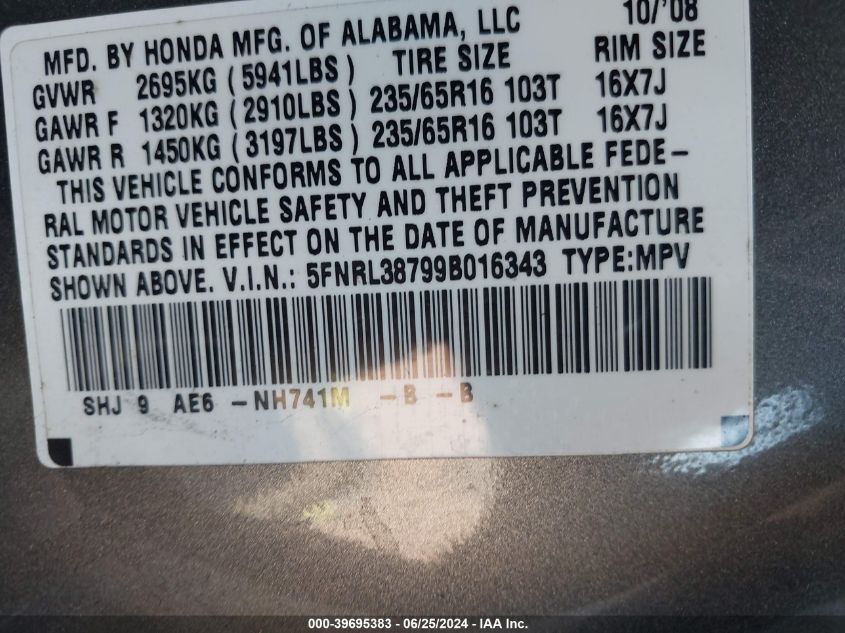 MFD. BY HONDA MFG. OF ALABAMA, LLC 10/'08
GVWR 2695KG (5941LBS) TIRE SIZE RIM SIZE
GAWR F 1320KG (2910LBS) 235/65R16 103T 16X7J
GAWR R 1450KG (3197LBS) 235/65R16 103T 16X7J
THIS VEHICLE CONFORMS TO ALL APPLICABLE FEDE-
RAL MOTOR VEHICLE SAFETY AND THEFT PREVENTION
STANDARDS IN EFFECT ON THE DATE OF MANUFACTURE
SHOWN ABOVE. V.I.N.: 5FNRL38799B016343 TYPE:MPV
SHJ 9 AE6 -NH741M -B -B
000-39695383 - 06/25/2024 - IAA Inc.